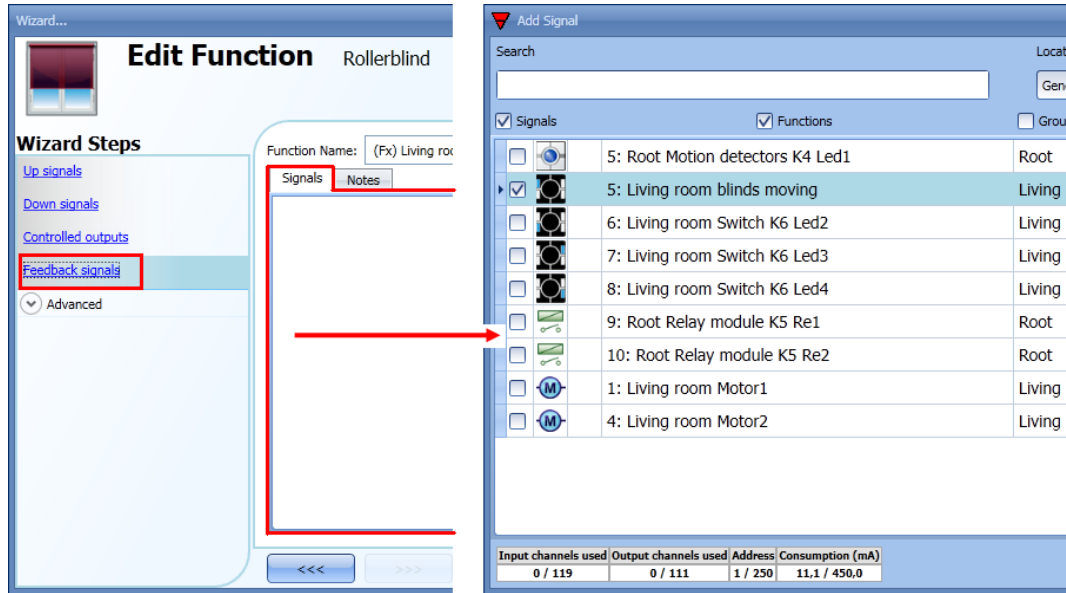 Wizard...
Edit Function Rollerblind
Wizard Steps
Up signals
Down signals
Controlled outputs
Feedback signals
Advanced
Function Name: (Fx) Living roo
Signals Notes
<<< >>>
Add Signal
Search Locat
Gen
Signals Functions Grou
5: Root Motion detectors K4 Led1 Root
5: Living room blinds moving Living
6: Living room Switch K6 Led2 Living
7: Living room Switch K6 Led3 Living
8: Living room Switch K6 Led4 Living
9: Root Relay module K5 Re1 Root
10: Root Relay module K5 Re2 Root
M 1: Living room Motor1 Living
M 4: Living room Motor2 Living
Input channels used Output channels used Address Consumption (mA)
0 / 119 0 / 111 1 / 250 11,1 / 450,0